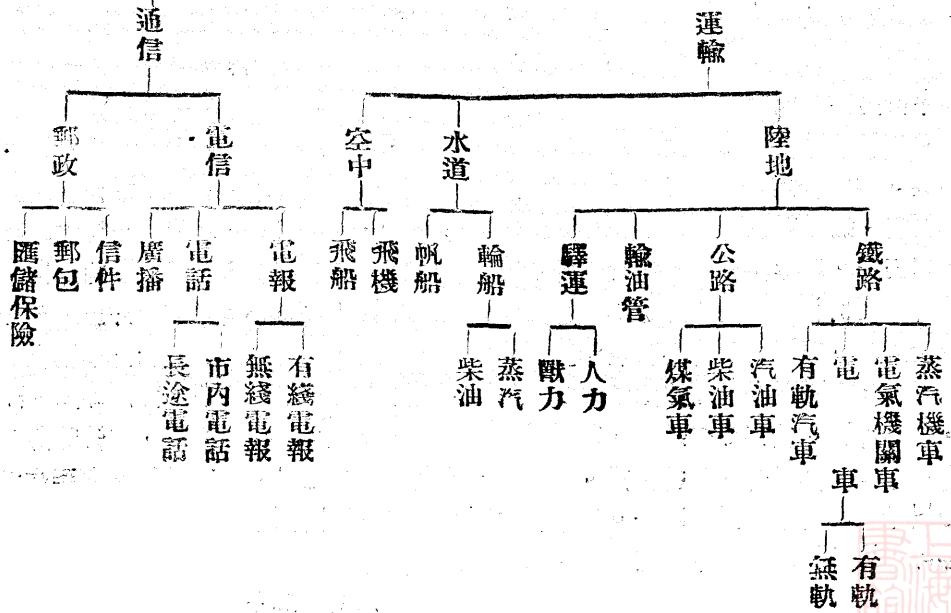 運輸
陸地
鐵路
蒸汽機車
電氣機關車
電車
有軌
無軌
有軌汽車
公路
汽油車
柴油車
煤氣車
輸油管
驛運
人力
獸力
水道
輪船
蒸汽
柴油
帆船
空中
飛機
飛船
通信
電信
電報
有綫電報
無綫電報
電話
市內電話
長途電話
廣播
郵政
信件
郵包
匯儲保險